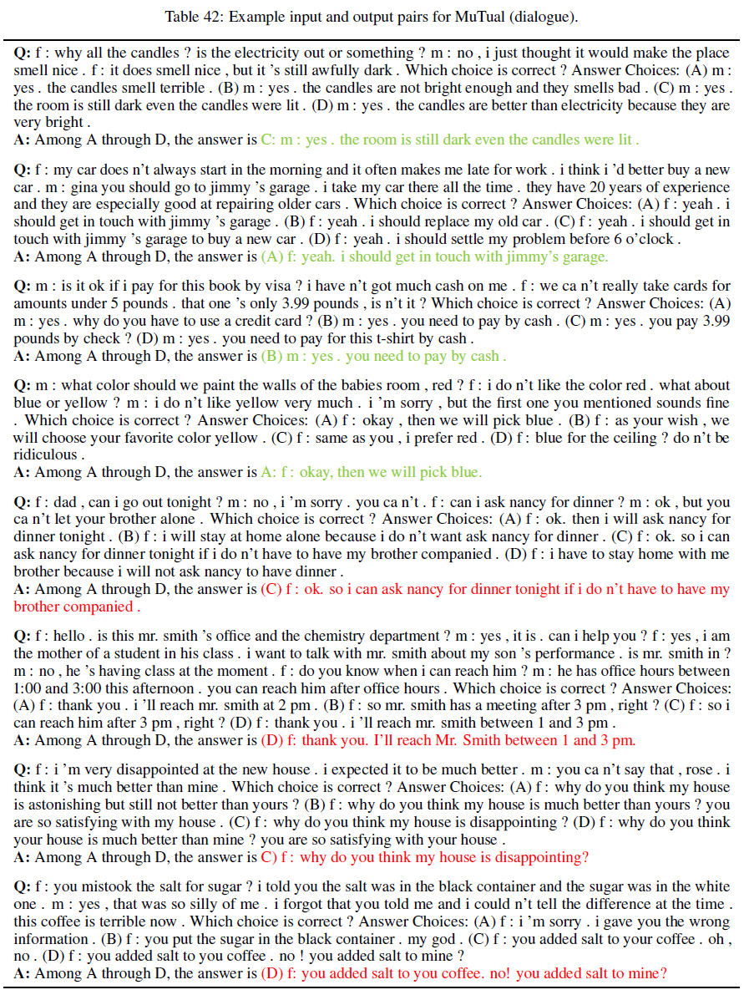 Table 42: Example input and output pairs for MuTual (dialogue).
Q: f : why all the candles ? is the electricity out or something ? m : no , i just thought it would make the place
smell nice . f : it does smell nice , but it 's still awfully dark . Which choice is correct ? Answer Choices: (A) m :
yes . the candles smell terrible . (B) m : yes . the candles are not bright enough and they smells bad . (C) m : yes .
the room is still dark even the candles were lit . (D) m : yes . the candles are better than electricity because they are
very bright .
A: Among A through D, the answer is C: m : yes . the room is still dark even the candles were lit .
Q: f : my car does n't always start in the morning and it often makes me late for work . i think i 'd better buy a new
car . m : gina you should go to jimmy 's garage . i take my car there all the time . they have 20 years of experience
and they are especially good at repairing older cars . Which choice is correct ? Answer Choices: (A) f : yeah . i
should get in touch with jimmy 's garage . (B) f : yeah . i should replace my old car . (C) f : yeah . i should get in
touch with jimmy 's garage to buy a new car . (D) f : yeah . i should settle my problem before 6 o'clock .
A: Among A through D, the answer is (A) f: yeah. i should get in touch with jimmy's garage.
Q: m : is it ok if i pay for this book by visa ? i have n't got much cash on me . f : we ca n't really take cards for
amounts under 5 pounds . that one 's only 3.99 pounds , is n't it ? Which choice is correct ? Answer Choices: (A)
m : yes . why do you have to use a credit card ? (B) m : yes . you need to pay by cash . (C) m : yes . you pay 3.99
pounds by check ? (D) m : yes . you need to pay for this t-shirt by cash .
A: Among A through D, the answer is (B) m : yes . you need to pay by cash .
Q: m : what color should we paint the walls of the babies room , red ? f : i do n't like the color red . what about
blue or yellow ? m : i do n't like yellow very much . i 'm sorry , but the first one you mentioned sounds fine
. Which choice is correct ? Answer Choices: (A) f : okay , then we will pick blue . (B) f : as your wish , we
will choose your favorite color yellow . (C) f : same as you , i prefer red . (D) f : blue for the ceiling ? do n't be
ridiculous .
A: Among A through D, the answer is A: f : okay, then we will pick blue.
Q: f : dad , can i go out tonight ? m : no , i 'm sorry . you ca n't . f : can i ask nancy for dinner ? m : ok , but you
ca n't let your brother alone . Which choice is correct ? Answer Choices: (A) f : ok. then i will ask nancy for
dinner tonight . (B) f : i will stay at home alone because i do n't want ask nancy for dinner . (C) f : ok. so i can
ask nancy for dinner tonight if i do n't have to have my brother companied . (D) f : i have to stay home with me
brother because i will not ask nancy to have dinner .
A: Among A through D, the answer is (C) f : ok. so i can ask nancy for dinner tonight if i do n't have to have my
brother companied .
Q: f : hello . is this mr. smith 's office and the chemistry department ? m : yes , it is . can i help you ? f : yes , i am
the mother of a student in his class . i want to talk with mr. smith about my son 's performance . is mr. smith in ?
m : no , he 's having class at the moment . f : do you know when i can reach him ? m : he has office hours between
1:00 and 3:00 this afternoon . you can reach him after office hours . Which choice is correct ? Answer Choices:
(A) f : thank you . i 'll reach mr. smith at 2 pm . (B) f : so mr. smith has a meeting after 3 pm , right ? (C) f : so i
can reach him after 3 pm , right ? (D) f : thank you . i 'll reach mr. smith between 1 and 3 pm .
A: Among A through D, the answer is (D) f: thank you. I'll reach Mr. Smith between 1 and 3 pm.
Q: f : i 'm very disappointed at the new house . i expected it to be much better . m : you ca n't say that , rose . i
think it 's much better than mine . Which choice is correct ? Answer Choices: (A) f : why do you think my house
is astonishing but still not better than yours ? (B) f : why do you think my house is much better than yours ? you
are so satisfying with my house . (C) f : why do you think my house is disappointing ? (D) f : why do you think
your house is much better than mine ? you are so satisfying with your house .
A: Among A through D, the answer is C) f : why do you think my house is disappointing?
Q: f : you mistook the salt for sugar ? i told you the salt was in the black container and the sugar was in the white
one . m : yes , that was so silly of me . i forgot that you told me and i could n't tell the difference at the time .
this coffee is terrible now . Which choice is correct ? Answer Choices: (A) f : i 'm sorry . i gave you the wrong
information . (B) f : you put the sugar in the black container . my god . (C) f : you added salt to your coffee . oh ,
no . (D) f : you added salt to you coffee . no ! you added salt to mine ?
A: Among A through D, the answer is (D) f: you added salt to you coffee. no! you added salt to mine?